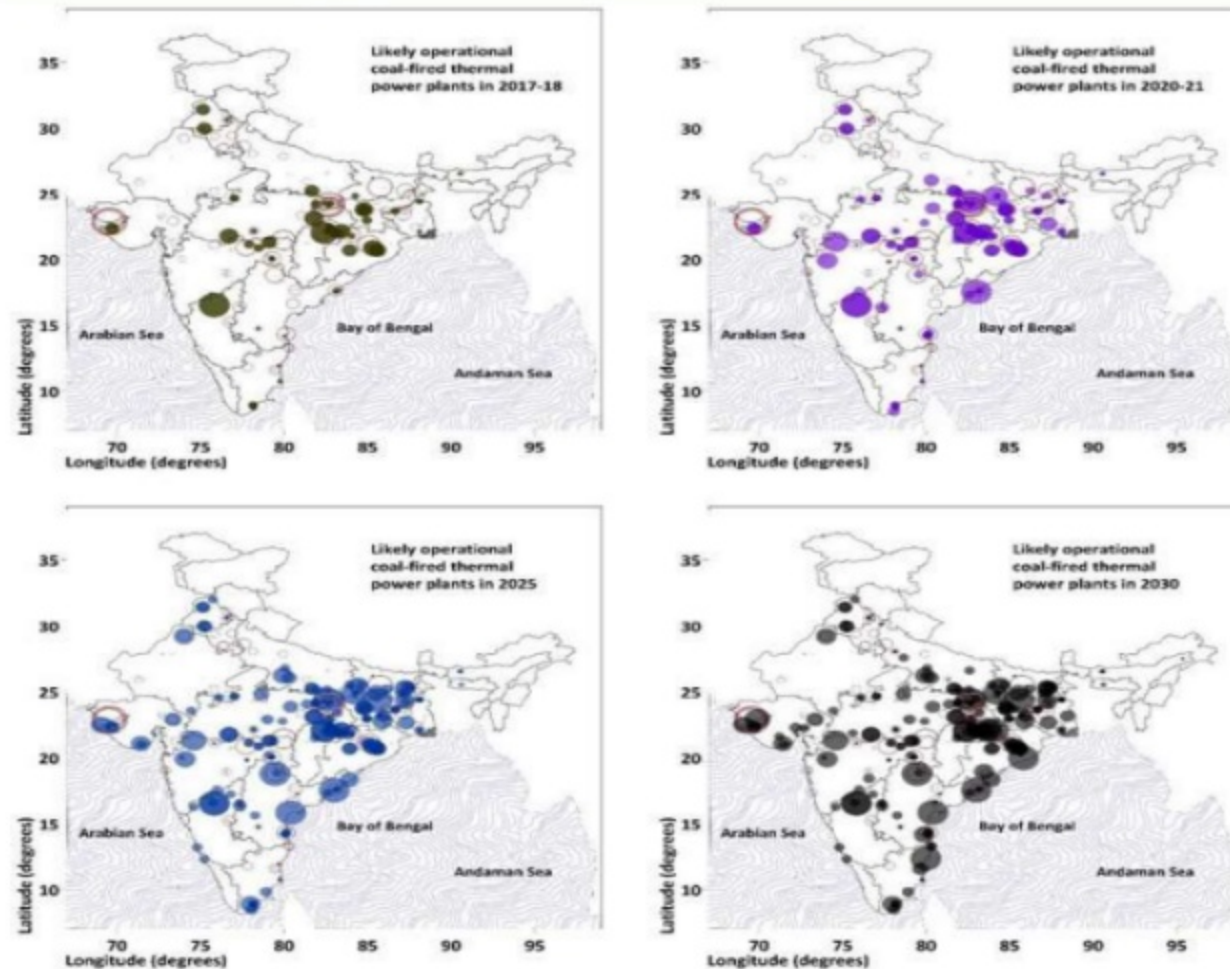 Likely operational
coal-fired thermal
power plants in 2017-18
35
30
25
20
15
10
Latitude (degrees)
Arabian Sea
Bay of Bengal
Andaman Sea
70 75 80 85 90 95
Longitude (degrees)
Likely operational
coal-fired thermal
power plants in 2020-21
35
30
25
20
15
10
Latitude (degrees)
Arabian Sea
Bay of Bengal
Andaman Sea
70 75 80 85 90 95
Longitude (degrees)
Likely operational
coal-fired thermal
power plants in 2025
35
30
25
20
15
10
Latitude (degrees)
Arabian Sea
Bay of Bengal
Andaman Sea
70 75 80 85 90 95
Longitude (degrees)
Likely operational
coal-fired thermal
power plants in 2030
35
30
25
20
15
10
Latitude (degrees)
Arabian Sea
Bay of Bengal
Andaman Sea
70 75 80 85 90 95
Longitude (degrees)